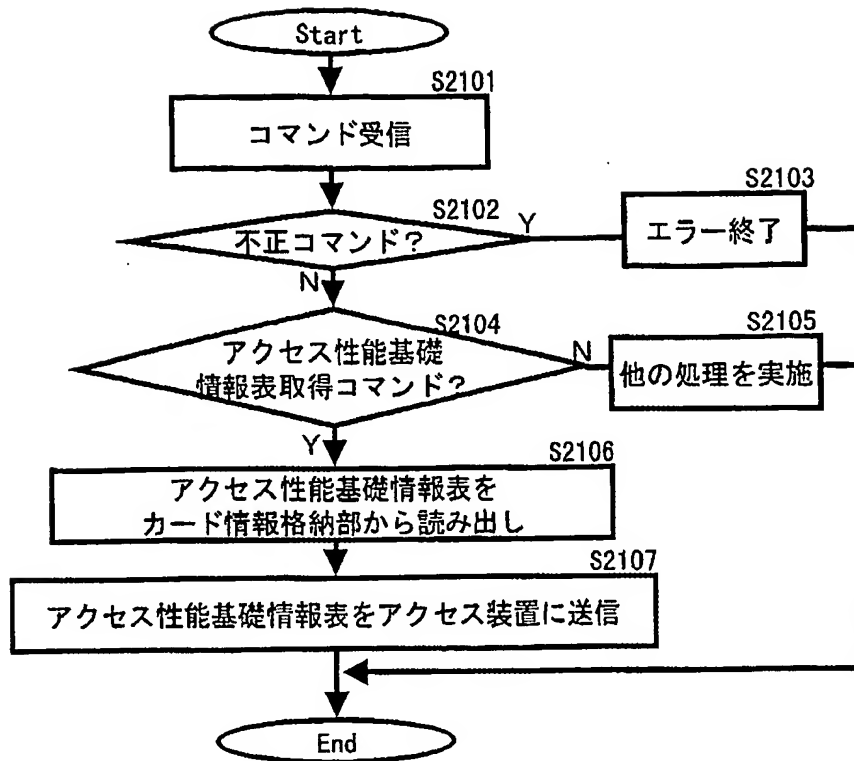 Start
S2101
コマンド受信
S2102
不正コマンド?
Y
S2103
エラー終了
N
S2104
アクセス性能基礎
情報表取得コマンド?
N
S2105
他の処理を実施
Y
S2106
アクセス性能基礎情報表を
カード情報格納部から読み出し
S2107
アクセス性能基礎情報表をアクセス装置に送信
End